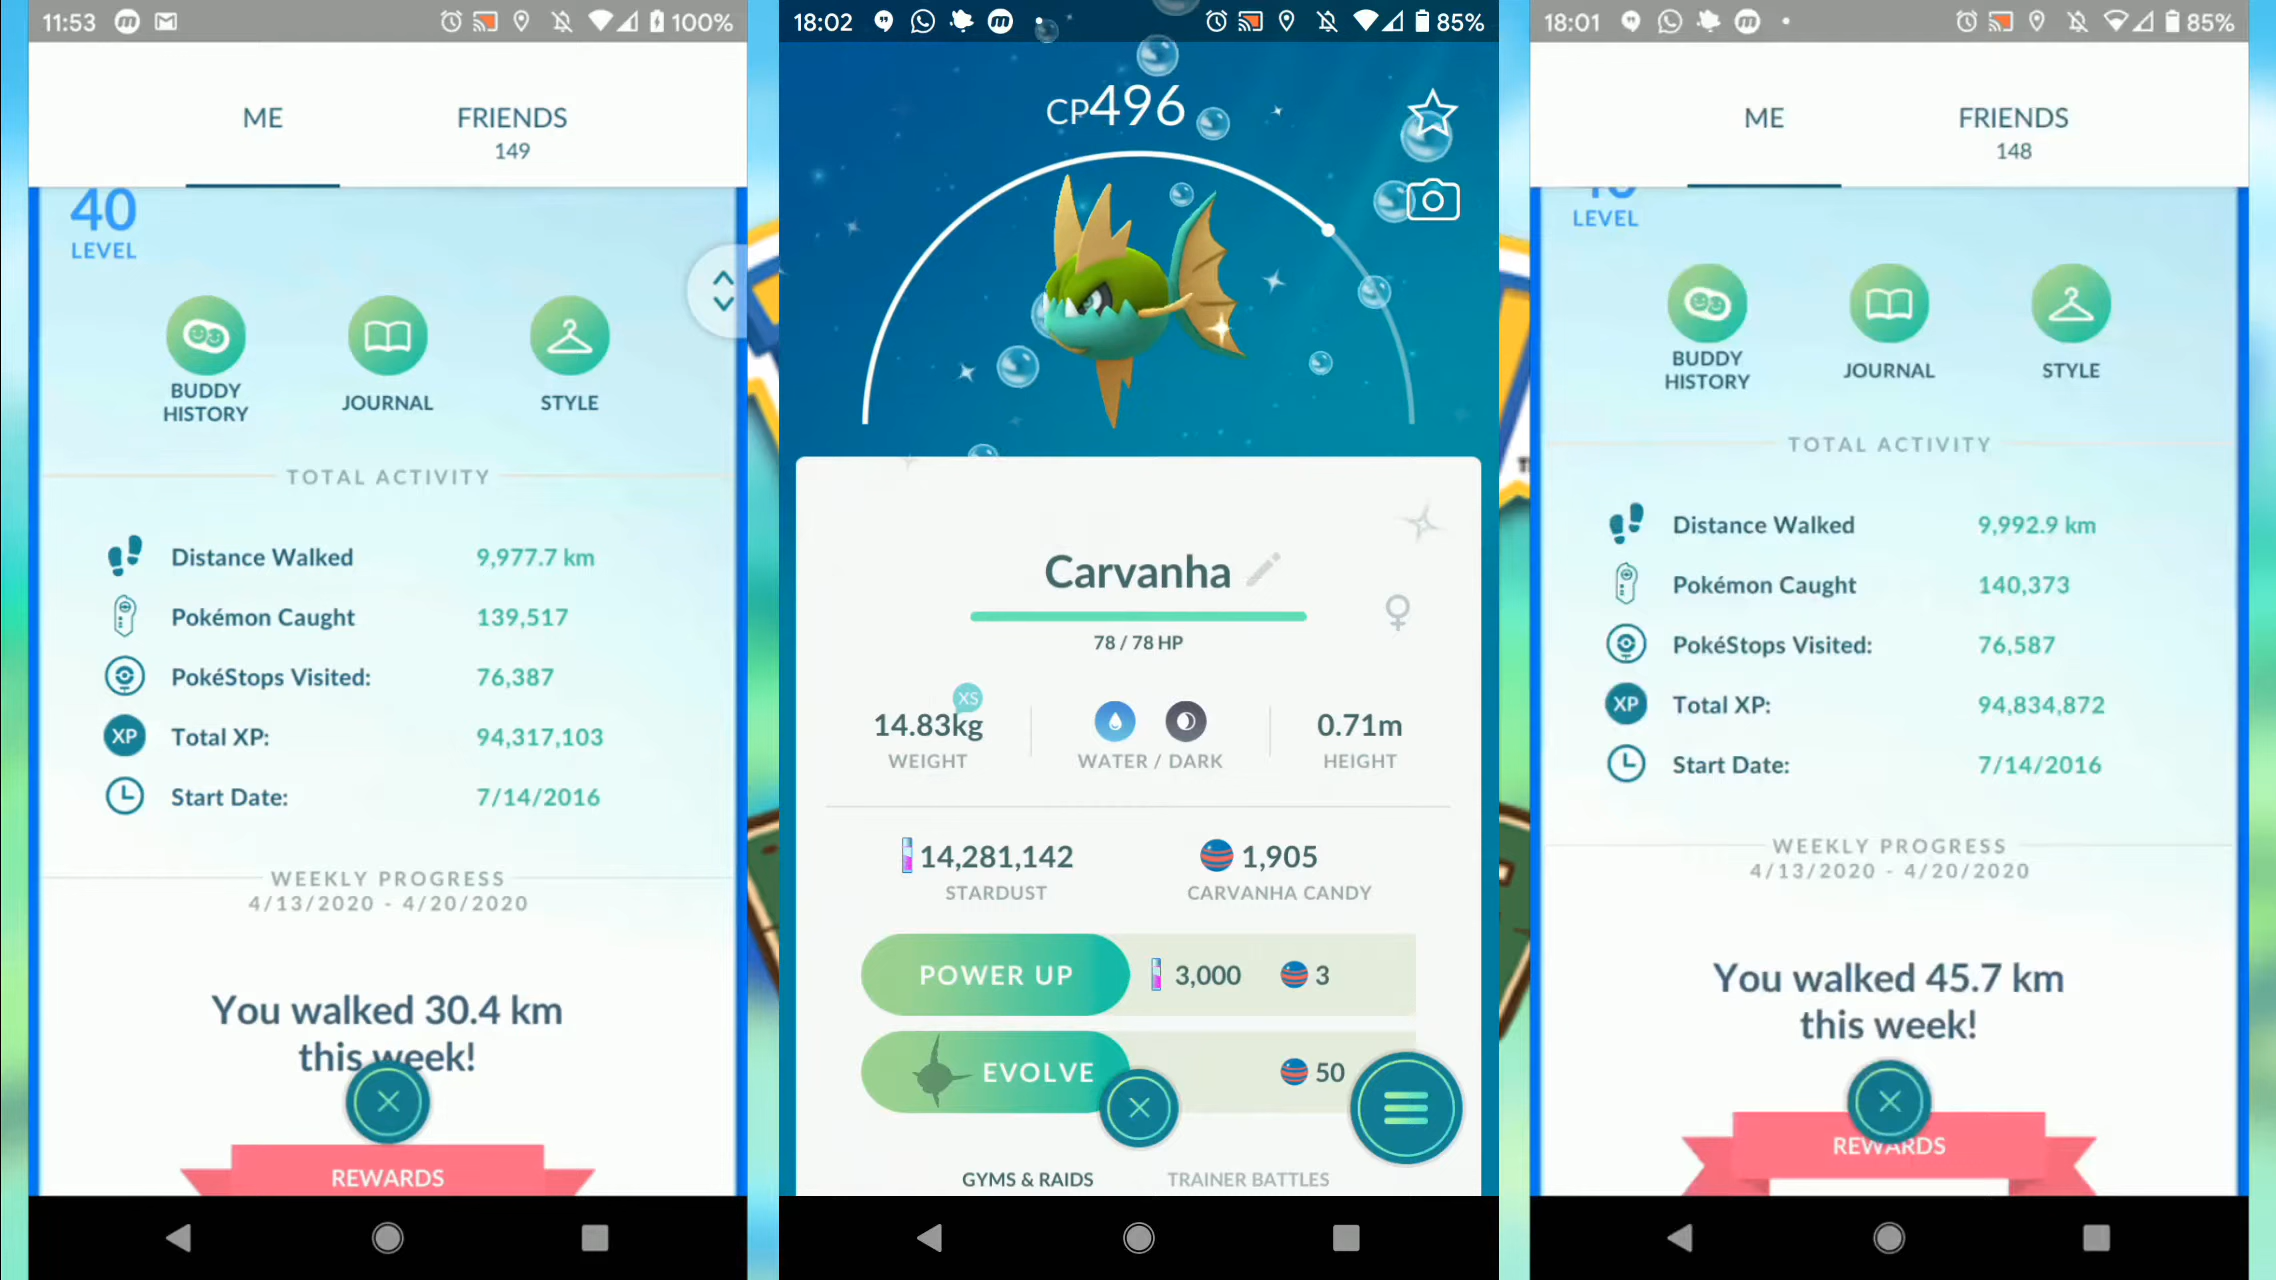 11:53
100%
ME
FRIENDS
149
40
LEVEL
BUDDY
HISTORY
JOURNAL
STYLE
TOTAL ACTIVITY
Distance Walked 9,977.7 km
Pokémon Caught 139,517
PokéStops Visited: 76,387
XP Total XP: 94,317,103
Start Date: 7/14/2016
WEEKLY PROGRESS
4/13/2020 - 4/20/2020
You walked 30.4 km
this week!
REWARDS
18:02
85%
CP496
Carvanha
78 / 78 HP
XS
14.83kg
WEIGHT
WATER / DARK
0.71m
HEIGHT
14,281,142
STARDUST
1,905
CARVANHA CANDY
POWER UP 3,000 3
EVOLVE 50
GYMS & RAIDS TRAINER BATTLES
18:01
85%
ME
FRIENDS
148
40
LEVEL
BUDDY
HISTORY
JOURNAL
STYLE
TOTAL ACTIVITY
Distance Walked 9,992.9 km
Pokémon Caught 140,373
PokéStops Visited: 76,587
XP Total XP: 94,834,872
Start Date: 7/14/2016
WEEKLY PROGRESS
4/13/2020 - 4/20/2020
You walked 45.7 km
this week!
REWARDS